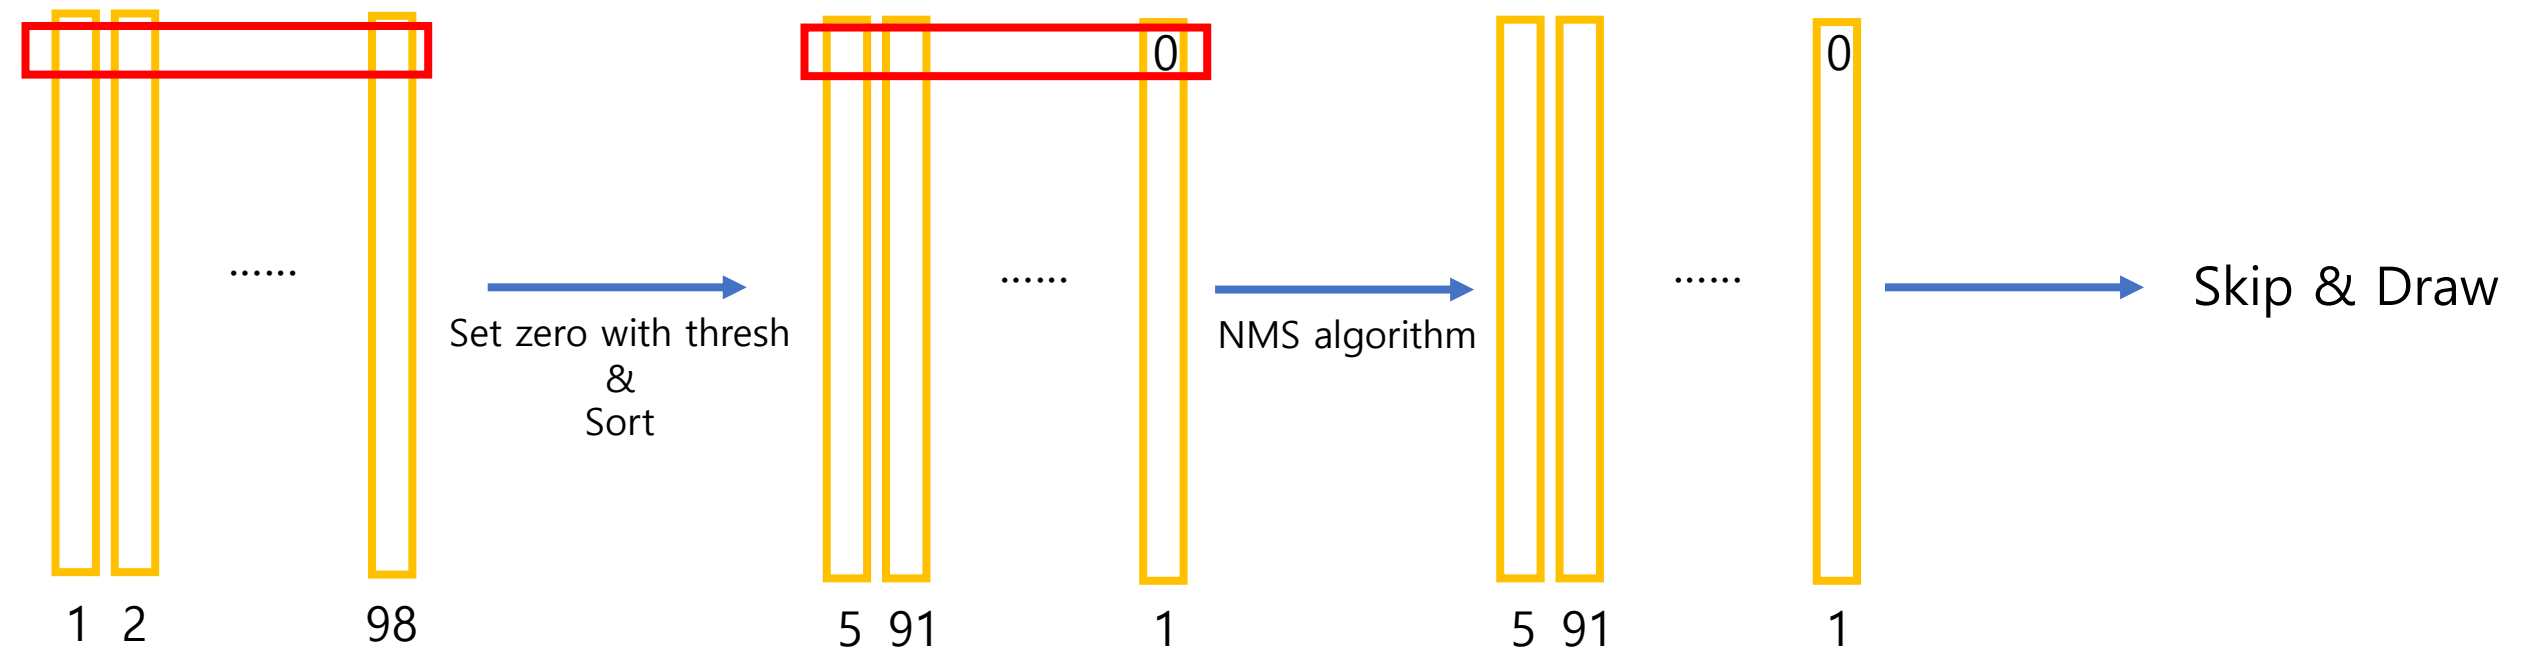 0
0
......
......
......
Set zero with thresh
&
Sort
NMS algorithm
Skip & Draw
1 2 98
5 91 1
5 91 1